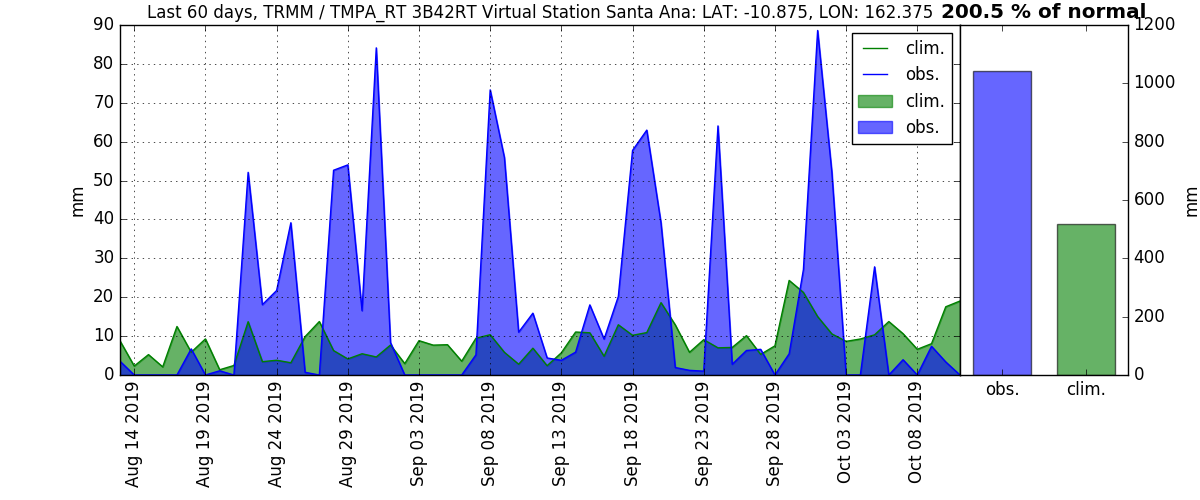 Last 60 days, TRMM / TMPA_RT 3B42RT Virtual Station Santa Ana: LAT: -10.875, LON: 162.375 200.5 % of normal
90
80
70
60
50
40
30
20
10
0
mm
clim.
obs.
clim.
obs.
1200
1000
800
600
400
200
0
mm
Aug 14 2019
Aug 19 2019
Aug 24 2019
Aug 29 2019
Sep 03 2019
Sep 08 2019
Sep 13 2019
Sep 18 2019
Sep 23 2019
Sep 28 2019
Oct 03 2019
Oct 08 2019
obs.
clim.